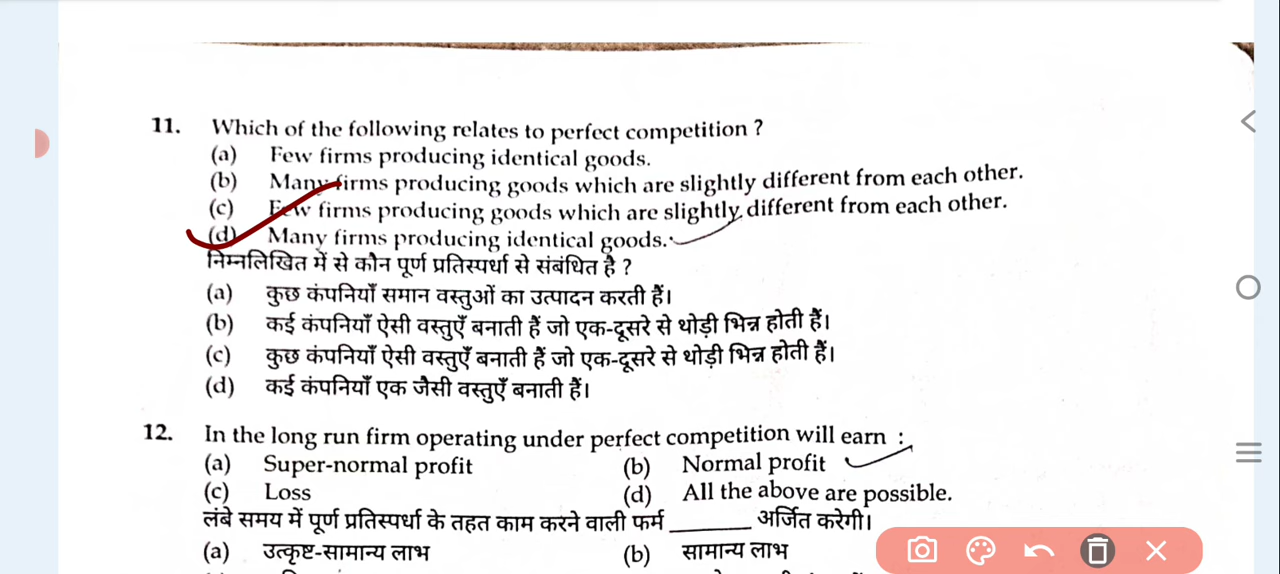 11. Which of the following relates to perfect competition ?
(a) Few firms producing identical goods.
(b) Many firms producing goods which are slightly different from each other.
(c) Few firms producing goods which are slightly different from each other.
(d) Many firms producing identical goods.
निम्नलिखित में से कौन पूर्ण प्रतिस्पर्धा से संबंधित है ?
(a) कुछ कंपनियाँ समान वस्तुओं का उत्पादन करती हैं।
(b) कई कंपनियाँ ऐसी वस्तुएँ बनाती हैं जो एक-दूसरे से थोड़ी भिन्न होती हैं।
(c) कुछ कंपनियाँ ऐसी वस्तुएँ बनाती हैं जो एक-दूसरे से थोड़ी भिन्न होती हैं।
(d) कई कंपनियाँ एक जैसी वस्तुएँ बनाती हैं।
12. In the long run firm operating under perfect competition will earn :
(a) Super-normal profit (b) Normal profit
(c) Loss (d) All the above are possible.
लंबे समय में पूर्ण प्रतिस्पर्धा के तहत काम करने वाली फर्म ________ अर्जित करेगी।
(a) उत्कृष्ट-सामान्य लाभ (b) सामान्य लाभ